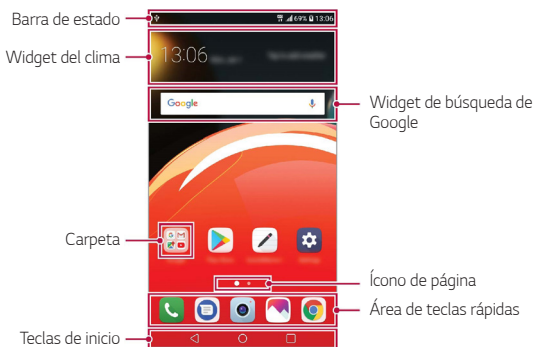 Barra de estado
69% 13:06
Widget del clima
13:06
Google
Widget de búsqueda de
Google
Carpeta
Ícono de página
Área de teclas rápidas
Teclas de inicio